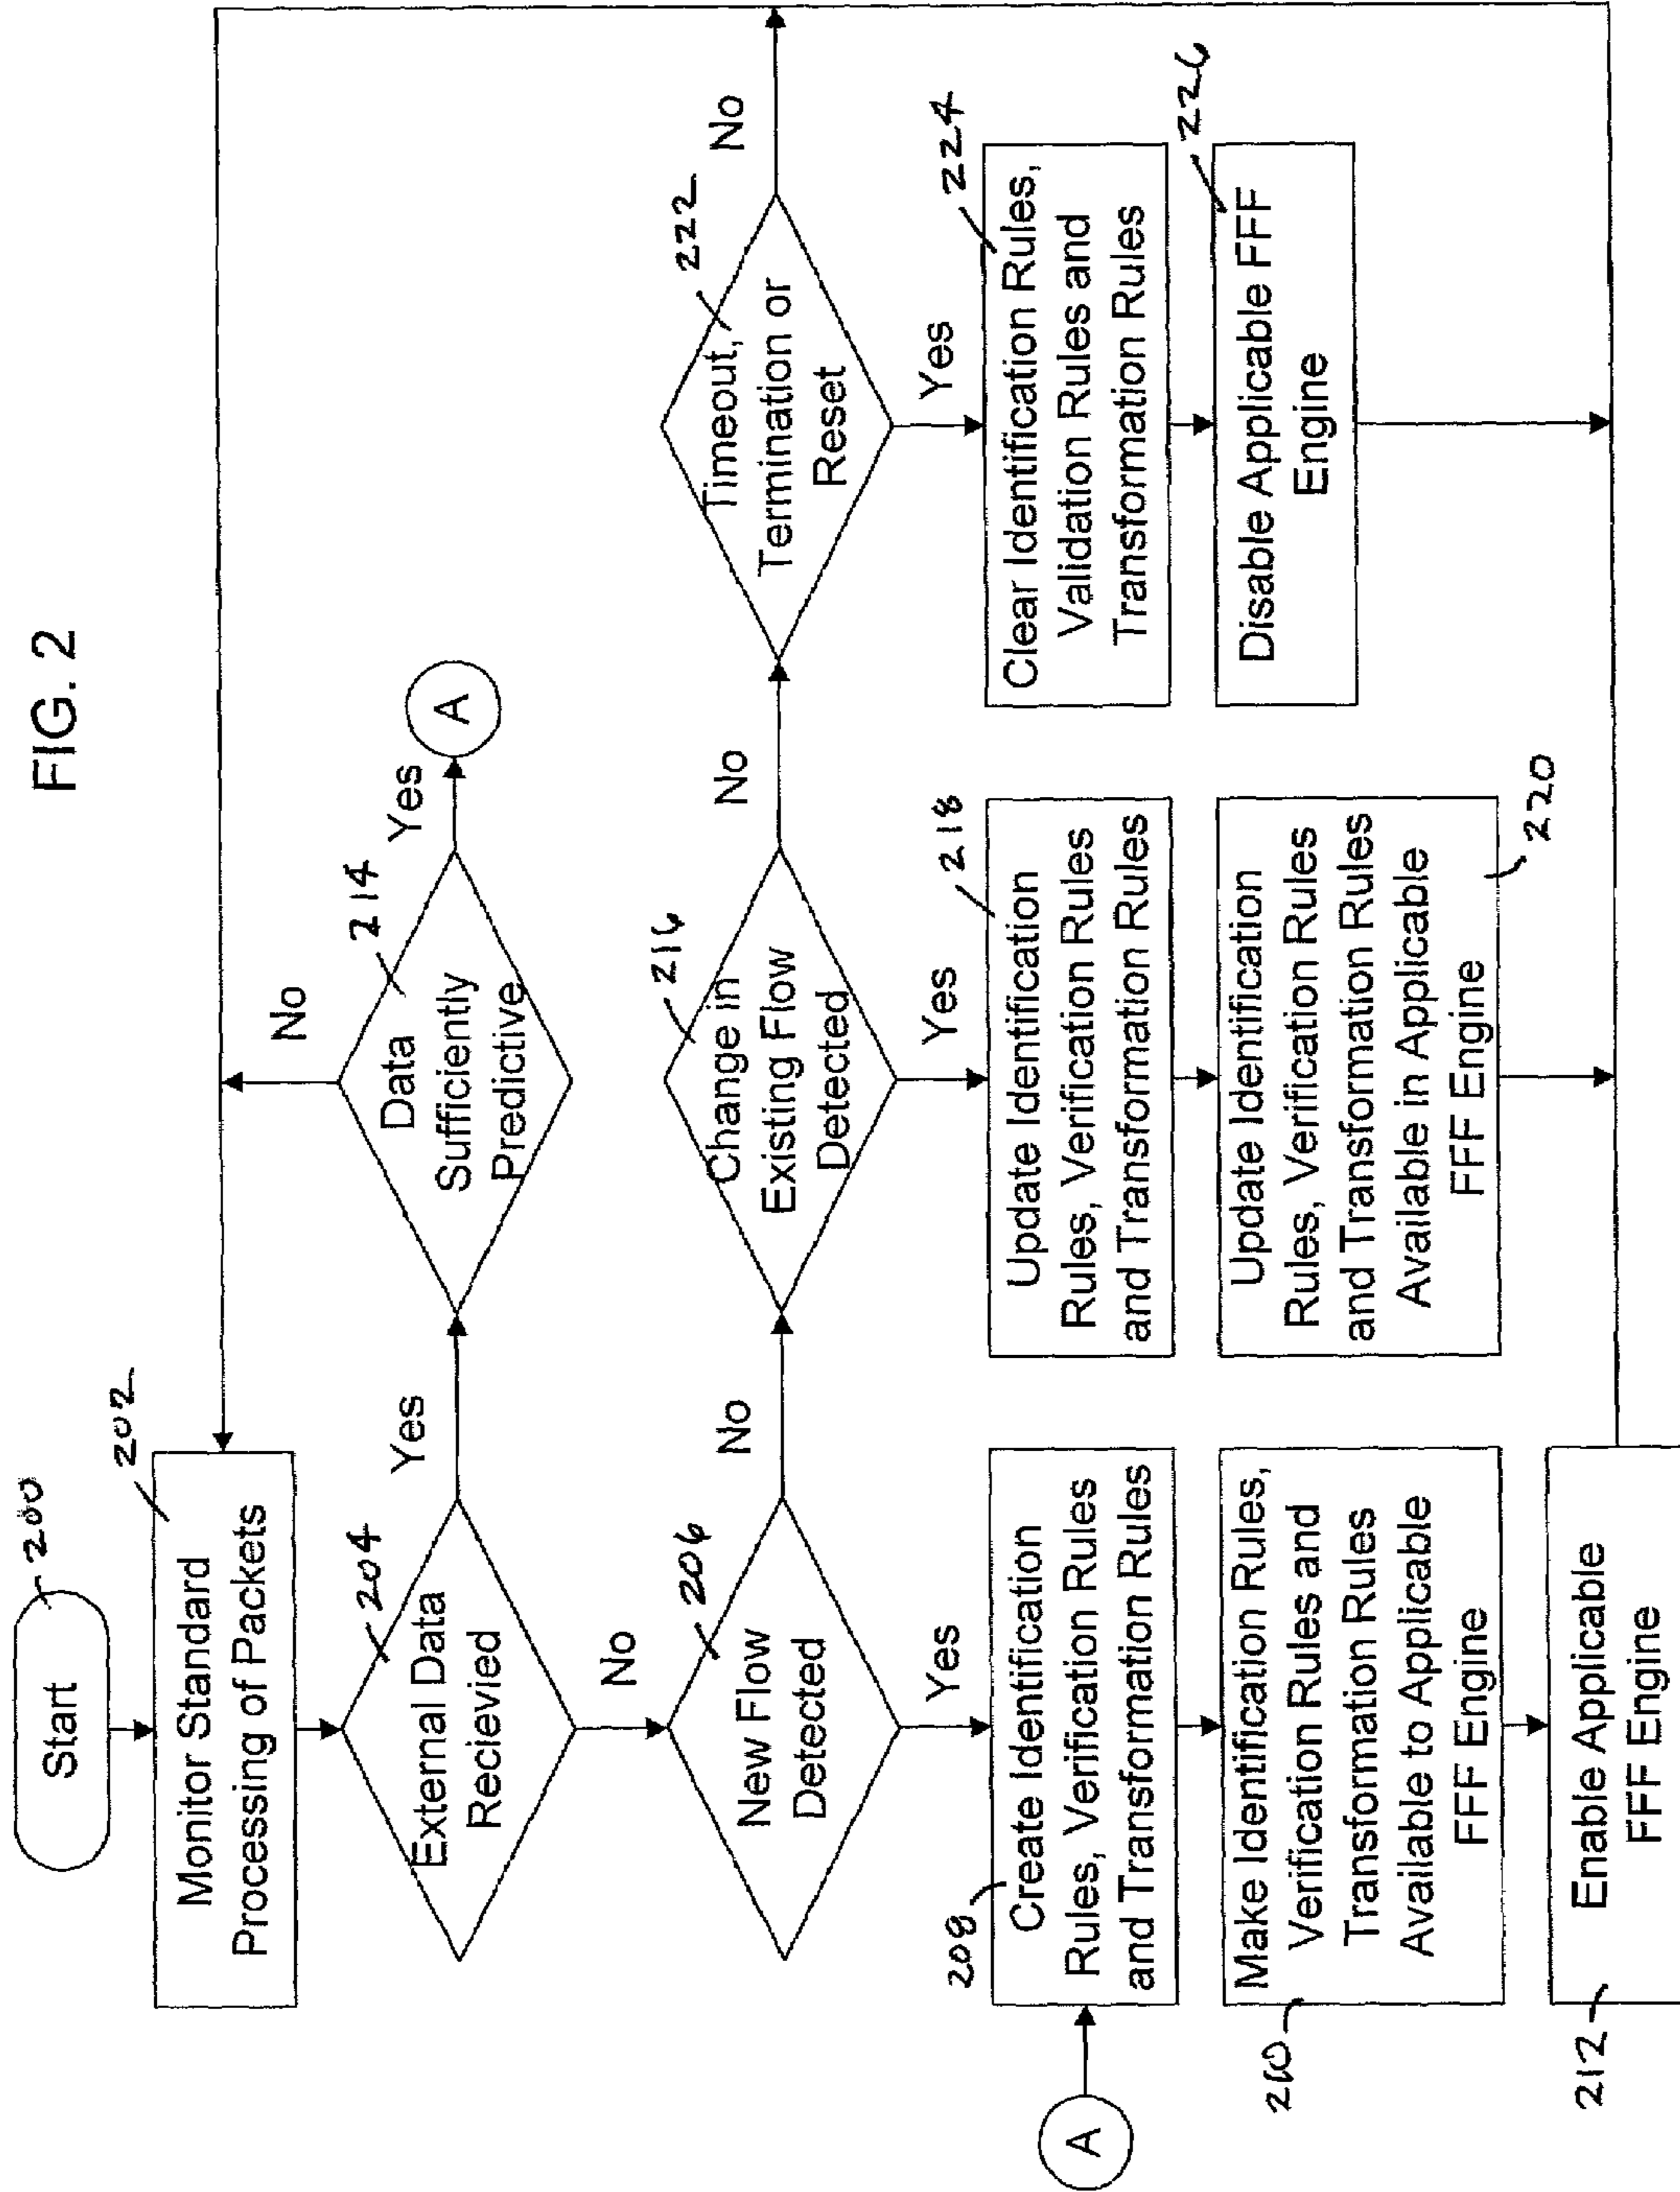 FIG. 2
Start
200
Monitor Standard
Processing of Packets
202
External Data
Recievied
204
Yes
No
Data
Sufficiently
Predictive
214
No
Yes
A
New Flow
Detected
206
No
Yes
Change in
Existing Flow
Detected
216
No
Yes
Timeout,
Termination or
Reset
222
No
Yes
A
208
Create Identification
Rules, Verification Rules
and Transformation Rules
Update Identification
Rules, Verification Rules
and Transformation Rules
218
Clear Identification Rules,
Validation Rules and
Transformation Rules
224
210
Make Identification Rules,
Verification Rules and
Transformation Rules
Available to Applicable
FFF Engine
Update Identification
Rules, Verification Rules
and Transformation Rules
Available in Applicable
FFF Engine
220
Disable Applicable FFF
Engine
226
212
Enable Applicable
FFF Engine